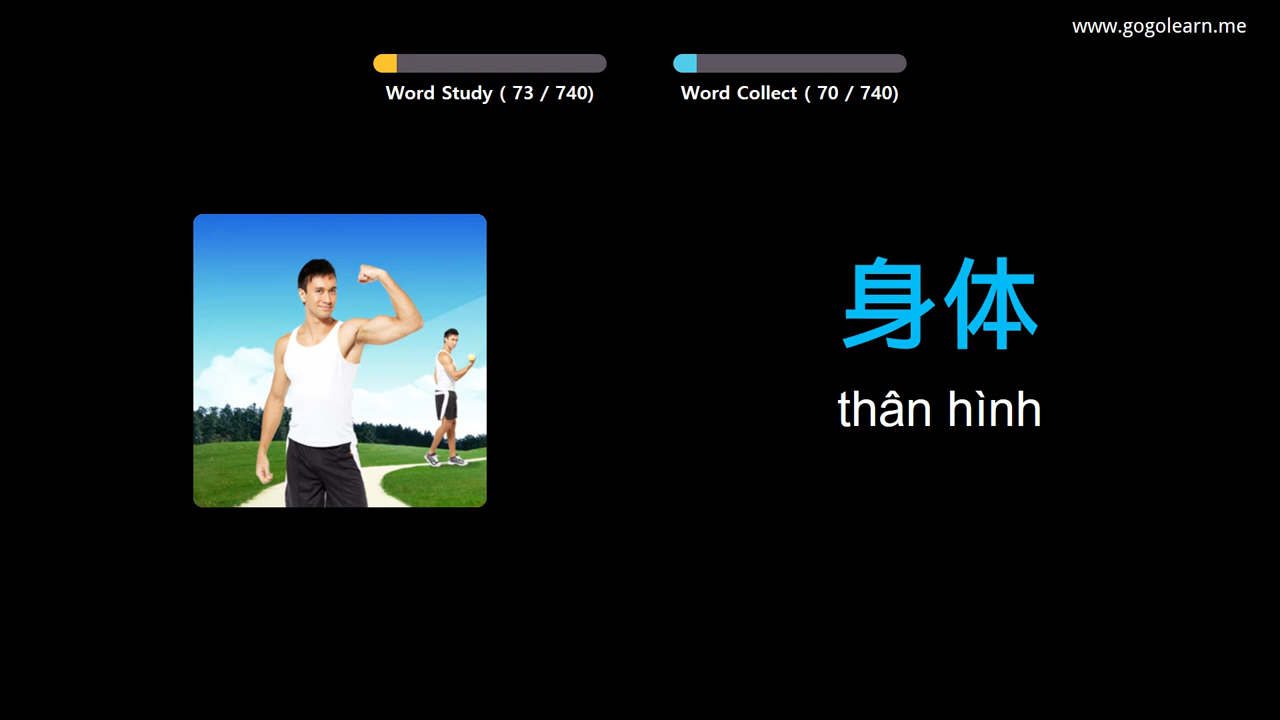 www.gogolearn.me
Word Study ( 73 / 740)
Word Collect ( 70 / 740)
身体
thân hình